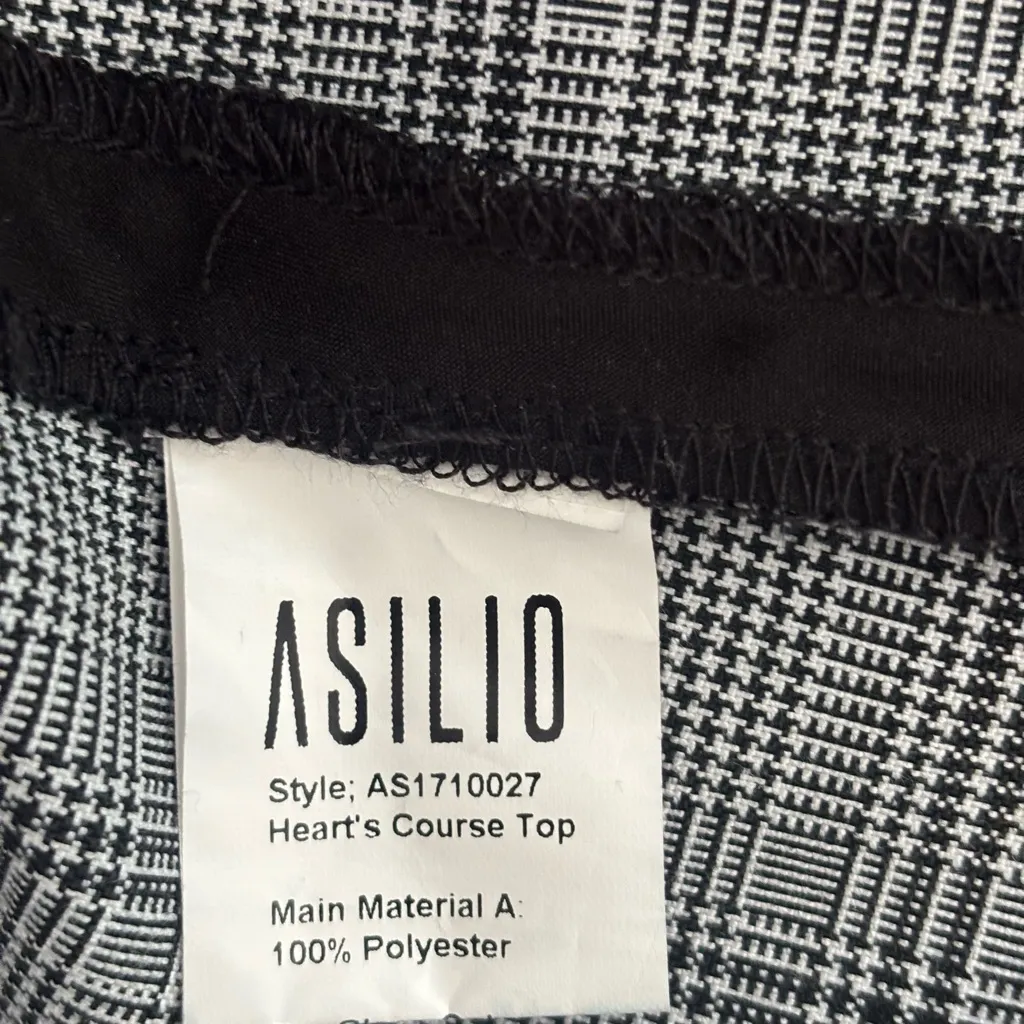 ASILIO
Style; AS1710027
Heart's Course Top
Main Material A:
100% Polyester